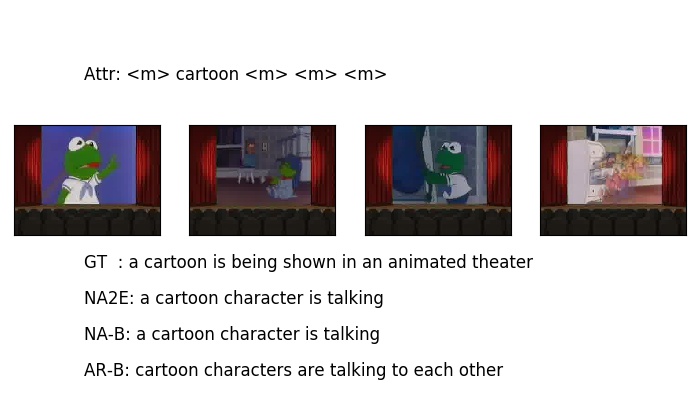 Attr: <m> cartoon <m> <m> <m>
GT  : a cartoon is being shown in an animated theater
NA2E: a cartoon character is talking
NA-B: a cartoon character is talking
AR-B: cartoon characters are talking to each other